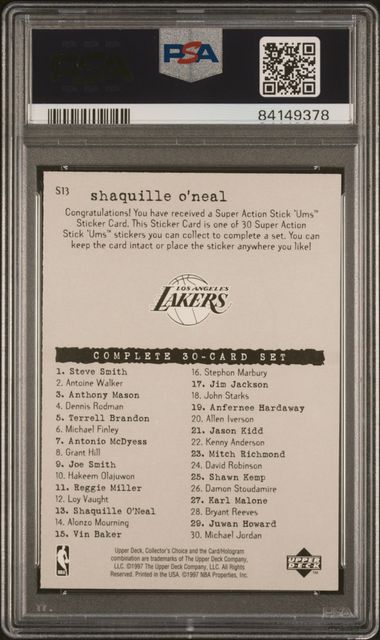 PSA
PSA
84149378
S13
shaquille o'neal
Congratulations! You have received a Super Action Stick 'Ums™
Sticker Card. This Sticker Card is one of 30 Super Action
Stick 'Ums™ stickers you can collect to complete a set. You can
keep the card intact or place the sticker anywhere you like!
LOS ANGELES
LAKERS
COMPLETE 30-CARD SET
1. Steve Smith
2. Antoine Walker
3. Anthony Mason
4. Dennis Rodman
5. Terrell Brandon
6. Michael Finley
7. Antonio McDyess
8. Grant Hill
9. Joe Smith
10. Hakeem Olajuwon
11. Reggie Miller
12. Loy Vaught
13. Shaquille O'Neal
14. Alonzo Mourning
15. Vin Baker
16. Stephon Marbury
17. Jim Jackson
18. John Starks
19. Anfernee Hardaway
20. Allen Iverson
21. Jason Kidd
22. Kenny Anderson
23. Mitch Richmond
24. David Robinson
25. Shawn Kemp
26. Damon Stoudamire
27. Karl Malone
28. Bryant Reeves
29. Juwan Howard
30. Michael Jordan
NBA
Upper Deck, Collector's Choice and the Card/Hologram
combination are trademarks of The Upper Deck Company,
LLC. ©1997 The Upper Deck Company, LLC. All Rights
Reserved. Printed in the USA. ©1997 NBA Properties, Inc.
UPPER
DECK
PSA